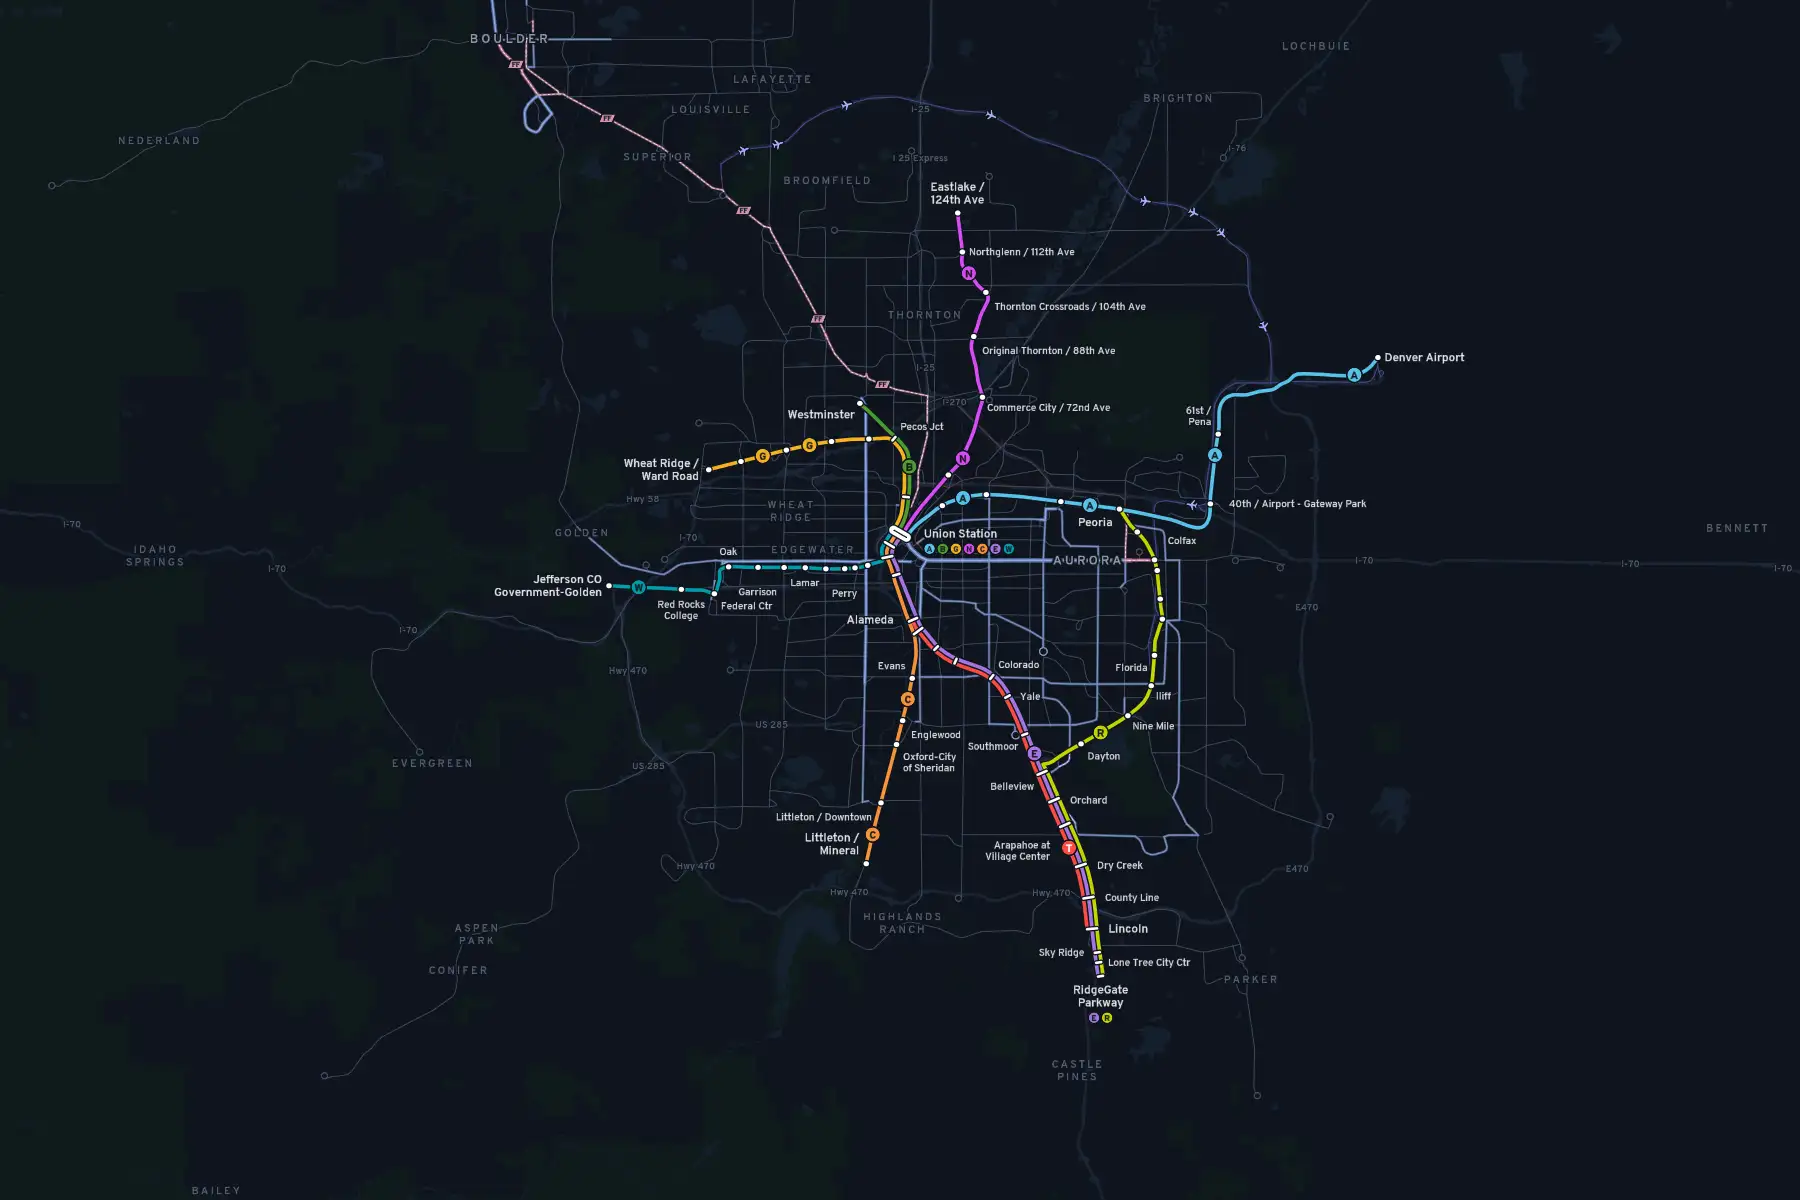 BOULDER
LOCHBUIE
FF
LAFAYETTE
BRIGHTON
LOUISVILLE
I-25
FF
NEDERLAND
I-76
SUPERIOR
I 25 Express
BROOMFIELD
Eastlake /
124th Ave
FF
Northglenn / 112th Ave
N
Thornton Crossroads / 104th Ave
THORNTON
FF
Original Thornton / 88th Ave
Denver Airport
I-25
A
FF
I-270
Commerce City / 72nd Ave
Westminster
61st /
Pena
Pecos Jct
G
G
A
N
B
Wheat Ridge /
Ward Road
Hwy 58
A
A
40th / Airport - Gateway Park
WHEAT
RIDGE
Peoria
I-70
BENNETT
GOLDEN
Union Station
I-70
Colfax
A B G N C E W
IDAHO
SPRINGS
Oak
EDGEWATER
AURORA
I-70
I-70
I-70
I-70
Jefferson CO
Government-Golden
W
Lamar
Garrison
Perry
Red Rocks
College
Federal Ctr
E470
Alameda
I-70
Evans
Colorado
Florida
Hwy 470
Yale
Iliff
C
US 285
Nine Mile
Englewood
R
Southmoor
E
Dayton
Oxford-City
of Sheridan
EVERGREEN
US 285
Belleview
Orchard
Littleton / Downtown
C
Littleton /
Mineral
Arapahoe at
Village Center
T
Dry Creek
Hwy 470
E470
Hwy 470
Hwy 470
County Line
HIGHLANDS
RANCH
Lincoln
ASPEN
PARK
Sky Ridge
Lone Tree City Ctr
CONIFER
PARKER
RidgeGate
Parkway
E R
CASTLE
PINES
BAILEY